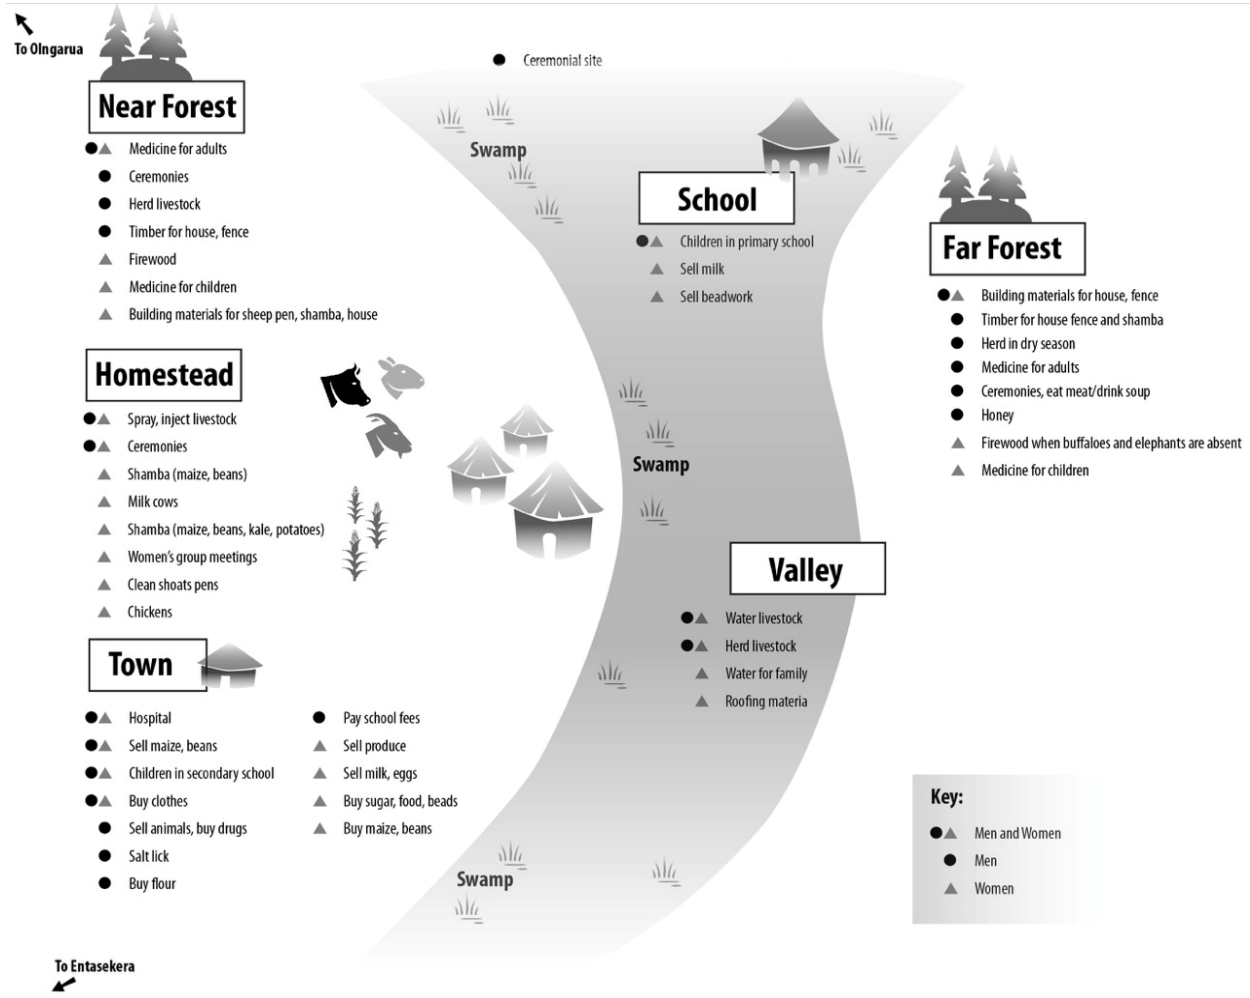 To Olngarua
Near Forest
Medicine for adults
Ceremonies
Herd livestock
Timber for house, fence
Firewood
Medicine for children
Building materials for sheep pen, shamba, house
Ceremonial site
Swamp
School
Children in primary school
Sell milk
Sell beadwork
Far Forest
Building materials for house, fence
Timber for house fence and shamba
Herd in dry season
Medicine for adults
Ceremonies, eat meat/drink soup
Honey
Firewood when buffaloes and elephants are absent
Medicine for children
Homestead
Spray, inject livestock
Ceremonies
Shamba (maize, beans)
Milk cows
Shamba (maize, beans, kale, potatoes)
Women's group meetings
Clean shoats pens
Chickens
Swamp
Valley
Water livestock
Herd livestock
Water for family
Roofing materia
Town
Hospital
Sell maize, beans
Children in secondary school
Buy clothes
Sell animals, buy drugs
Salt lick
Buy flour
Pay school fees
Sell produce
Sell milk, eggs
Buy sugar, food, beads
Buy maize, beans
Swamp
Key:
Men and Women
Men
Women
To Entasekera